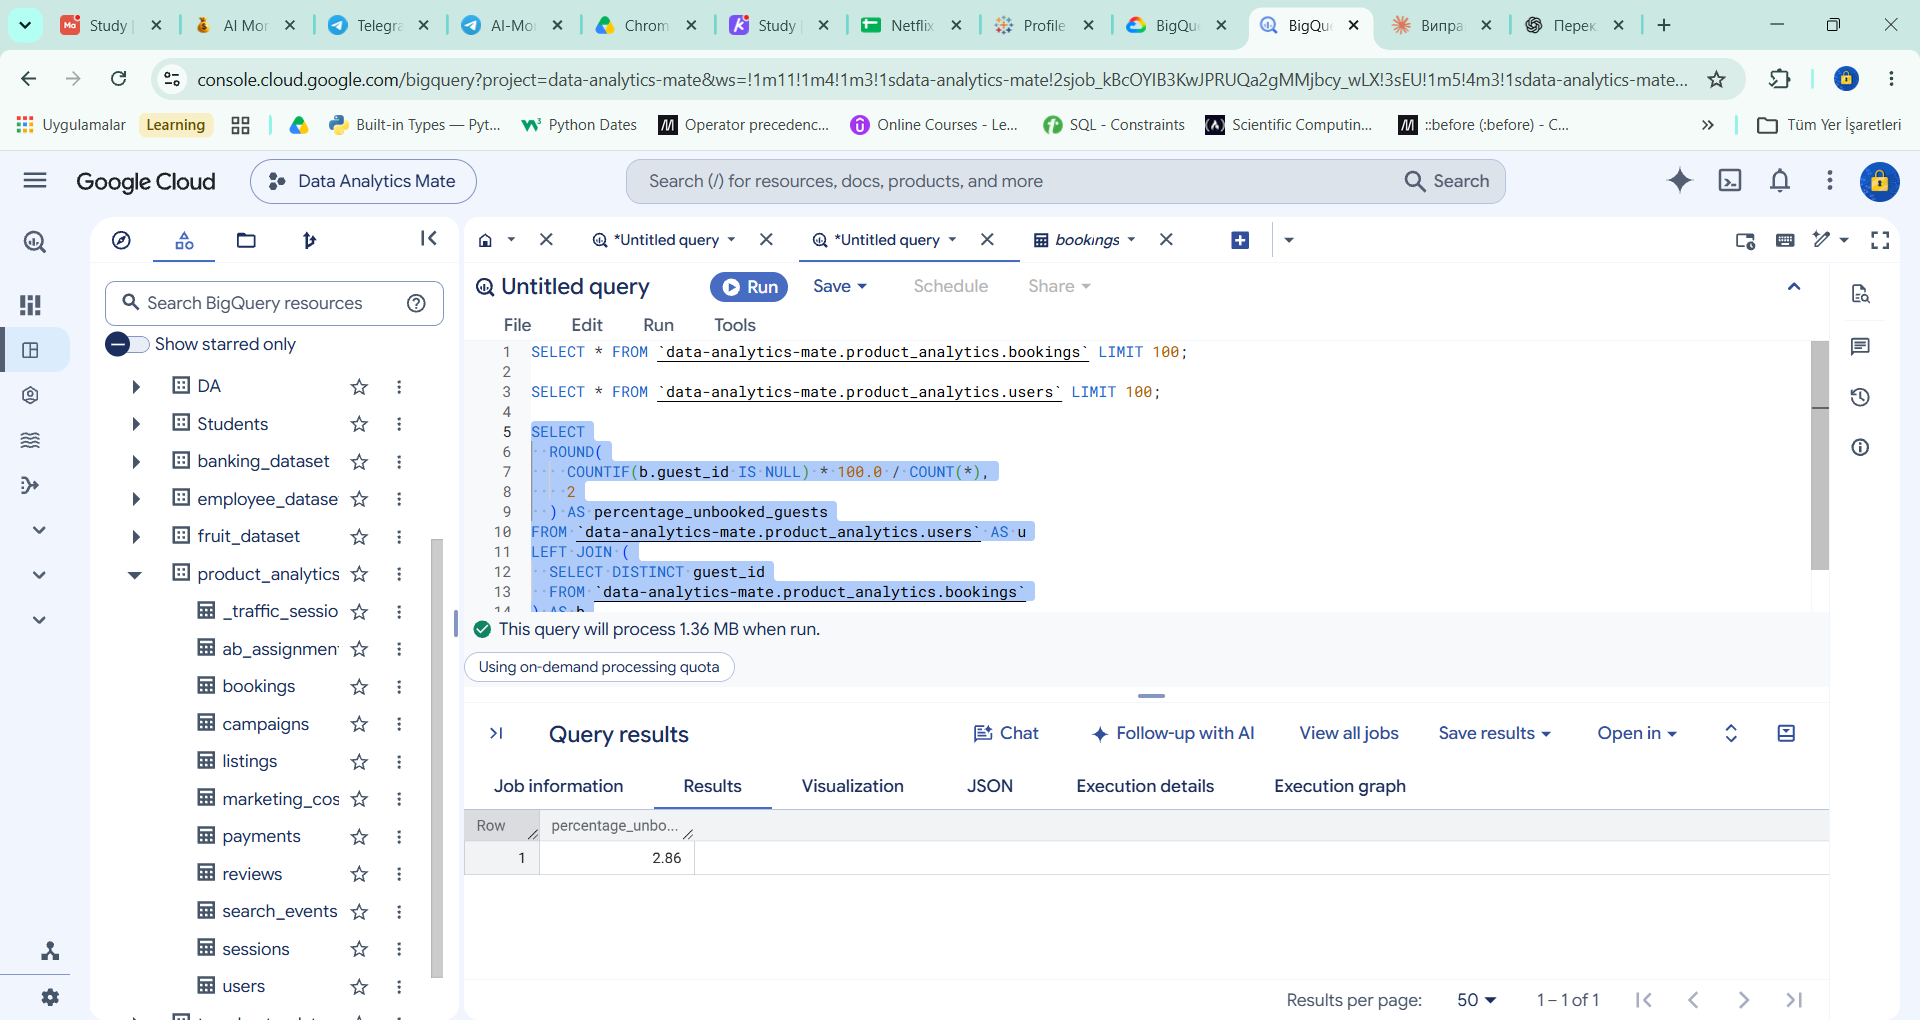 Study
AI Mor
Telegra
AI-Mo
Chrom
Study
Netflix
Profile
BigQu
BigQu
Випра
Перек
console.cloud.google.com/bigquery?project=data-analytics-mate&ws=!1m11!1m4!1m3!1sdata-analytics-mate!2sjob_kBcOYIB3KwJPRUQa2gMMjbcy_wLX!3sEU!1m5!4m3!1sdata-analytics-mate...
Uygulamalar
Learning
Built-in Types — Pyt...
Python Dates
Operator precedenc...
Online Courses - Le...
SQL - Constraints
Scientific Computin...
::before (:before) - C...
Tüm Yer İşaretleri
Google Cloud
Data Analytics Mate
Search (/) for resources, docs, products, and more
Search
*Untitled query
*Untitled query
bookings
Search BigQuery resources
Show starred only
DA
Students
banking_dataset
employee_datase
fruit_dataset
product_analytics
_traffic_sessio
ab_assignmen
bookings
campaigns
listings
marketing_cos
payments
reviews
search_events
sessions
users
Untitled query
Run
Save
Schedule
Share
File
Edit
Run
Tools
1 SELECT * FROM `data-analytics-mate.product_analytics.bookings` LIMIT 100;
2
3 SELECT * FROM `data-analytics-mate.product_analytics.users` LIMIT 100;
4
5 SELECT
6 ROUND(
7 COUNTIF(b.guest_id IS NULL) * 100.0 / COUNT(*),
8 2
9 ) AS percentage_unbooked_guests
10 FROM `data-analytics-mate.product_analytics.users` AS u
11 LEFT JOIN (
12 SELECT DISTINCT guest_id
13 FROM `data-analytics-mate.product_analytics.bookings`
14 ) AS b
This query will process 1.36 MB when run.
Using on-demand processing quota
Query results
Chat
Follow-up with AI
View all jobs
Save results
Open in
Job information
Results
Visualization
JSON
Execution details
Execution graph
Row
percentage_unbo...
1
2.86
Results per page:
50
1 – 1 of 1